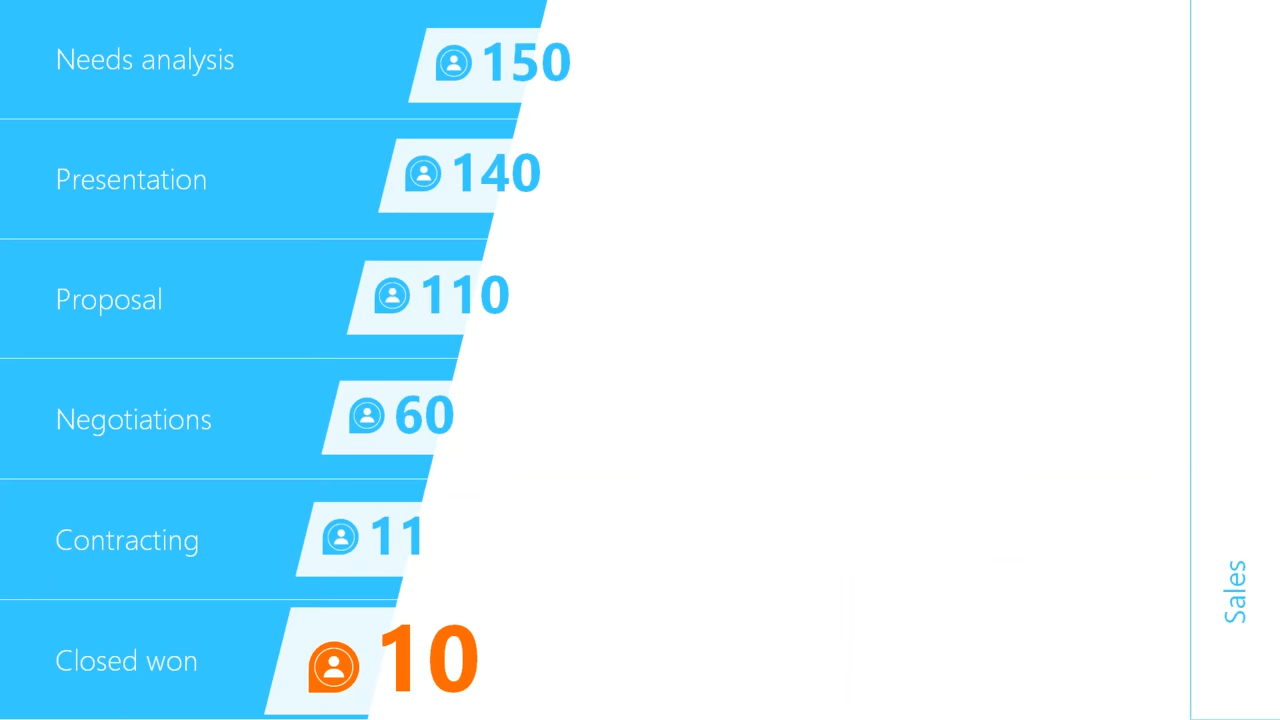 Needs analysis
150
Presentation
140
Proposal
110
Negotiations
60
Contracting
11
Closed won
10
Sales